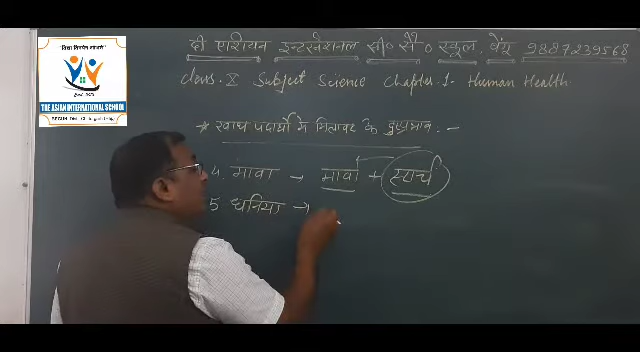 दी एशियन इन्टरनेशनल सी० सै० स्कूल, बेंगू 9887239568
Class. X Subject Science Chapter.1. Human Health
THE ASIAN INTERNATIONAL SCHOOL
* खाद्य पदार्थो में मिलावट के दुष्प्रभाव :-
4. मावा → मावा + स्टार्च
5 धनिया →